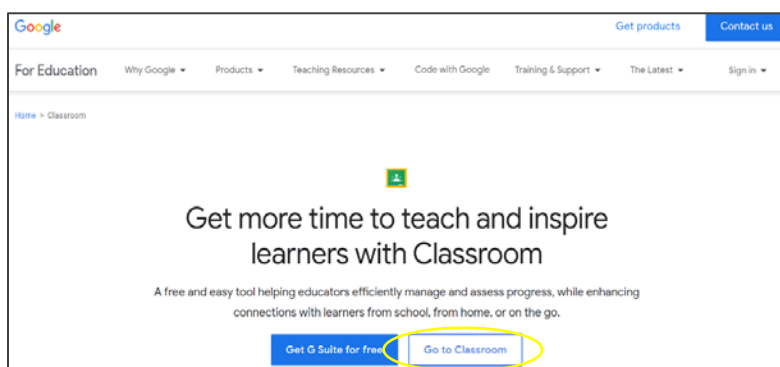 Google
Get products
Contact us
For Education
Why Google
Products
Teaching Resources
Code with Google
Training & Support
The Latest
Sign in
Home > Classroom
Get more time to teach and inspire
learners with Classroom
A free and easy tool helping educators efficiently manage and assess progress, while enhancing
connections with learners from school, from home, or on the go.
Get G Suite for free
Go to Classroom